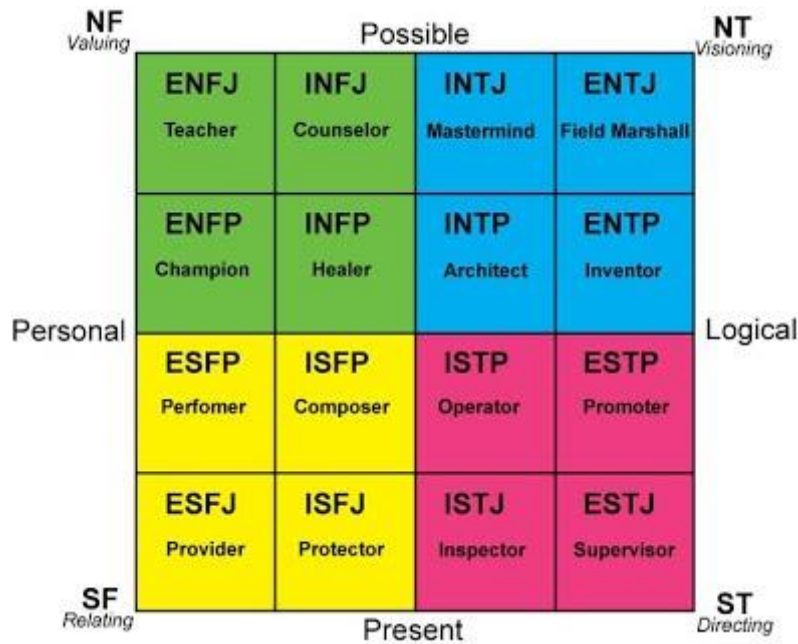 NF
Valuing
Possible
NT
Visioning
ENFJ
Teacher
INFJ
Counselor
INTJ
Mastermind
ENTJ
Field Marshall
ENFP
Champion
INFP
Healer
INTP
Architect
ENTP
Inventor
Personal
Logical
ESFP
Perfomer
ISFP
Composer
ISTP
Operator
ESTP
Promoter
ESFJ
Provider
ISFJ
Protector
ISTJ
Inspector
ESTJ
Supervisor
SF
Relating
Present
ST
Directing